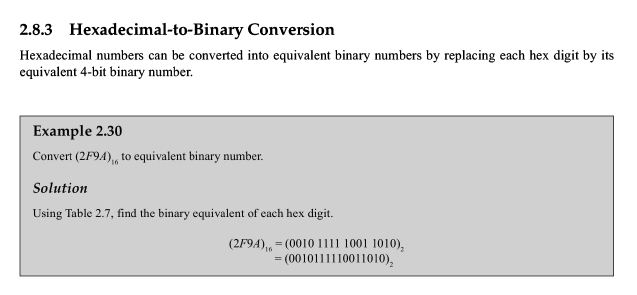 2.8.3 Hexadecimal-to-Binary Conversion
Hexadecimal numbers can be converted into equivalent binary numbers by replacing each hex digit by its
equivalent 4-bit binary number.
Example 2.30
Convert (2F9A)₁₆ to equivalent binary number.
Solution
Using Table 2.7, find the binary equivalent of each hex digit.
(2F9A)₁₆ = (0010 1111 1001 1010)₂
= (0010111110011010)₂